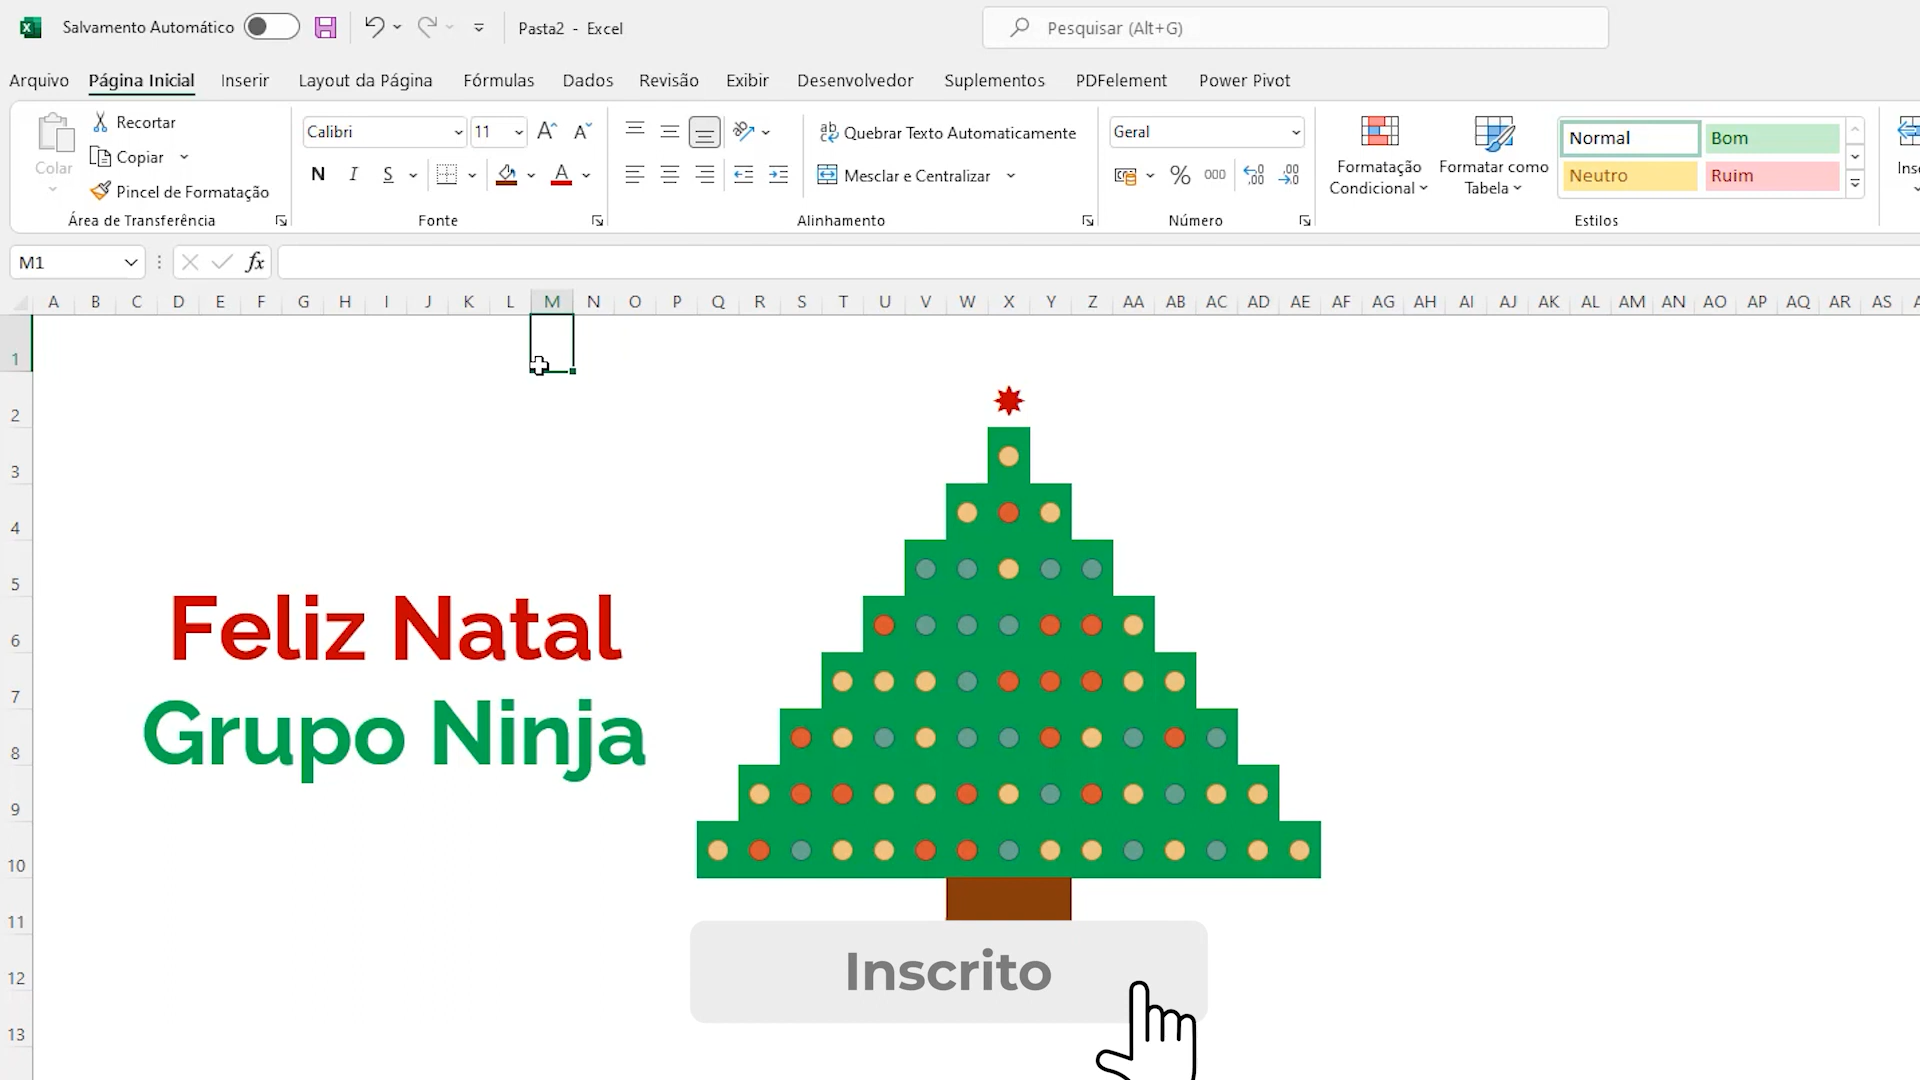 Salvamento Automático
Pasta2 - Excel
Pesquisar (Alt+G)
Arquivo Página Inicial Inserir Layout da Página Fórmulas Dados Revisão Exibir Desenvolvedor Suplementos PDFelement Power Pivot
Colar
Recortar
Copiar
Pincel de Formatação
Área de Transferência
Calibri 11
N I S
Fonte
Quebrar Texto Automaticamente
Mesclar e Centralizar
Alinhamento
Geral
% 000
Número
Formatação Condicional
Formatar como Tabela
Normal Bom
Neutro Ruim
Estilos
M1
fx
A B C D E F G H I J K L M N O P Q R S T U V W X Y Z AA AB AC AD AE AF AG AH AI AJ AK AL AM AN AO AP AQ AR AS
1
2
3
4
5
6
7
8
9
10
11
12
13
Feliz Natal
Grupo Ninja
Inscrito